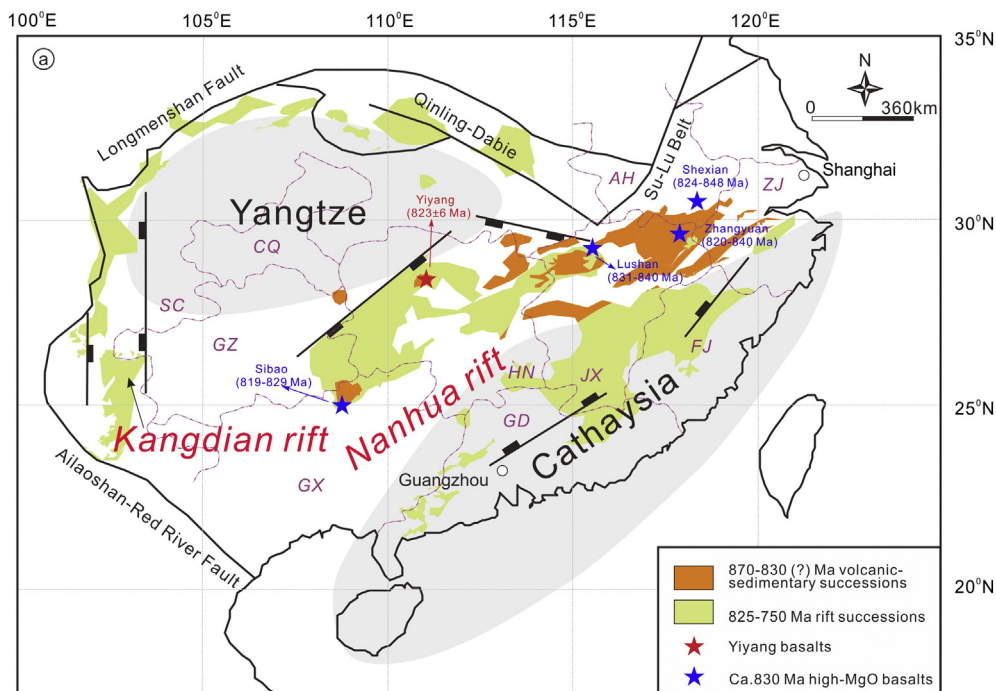 100°E 105°E 110°E 115°E 120°E
35°N
30°N
25°N
20°N
a
N
0 360km
Longmenshan Fault
Qinling-Dabie
Su-Lu Belt
AH
ZJ
Shanghai
Shexian
(824-848 Ma)
Yiyang
(823±6 Ma)
Yangtze
CQ
Zhangyuan
(820-840 Ma)
Lushan
(831-840 Ma)
SC
GZ
FJ
Sibao
(819-829 Ma)
HN
JX
Nanhua rift
GD
Cathaysia
Kangdian rift
Guangzhou
GX
Ailaoshan-Red River Fault
870-830 (?) Ma volcanic-
sedimentary successions
825-750 Ma rift successions
Yiyang basalts
Ca.830 Ma high-MgO basalts